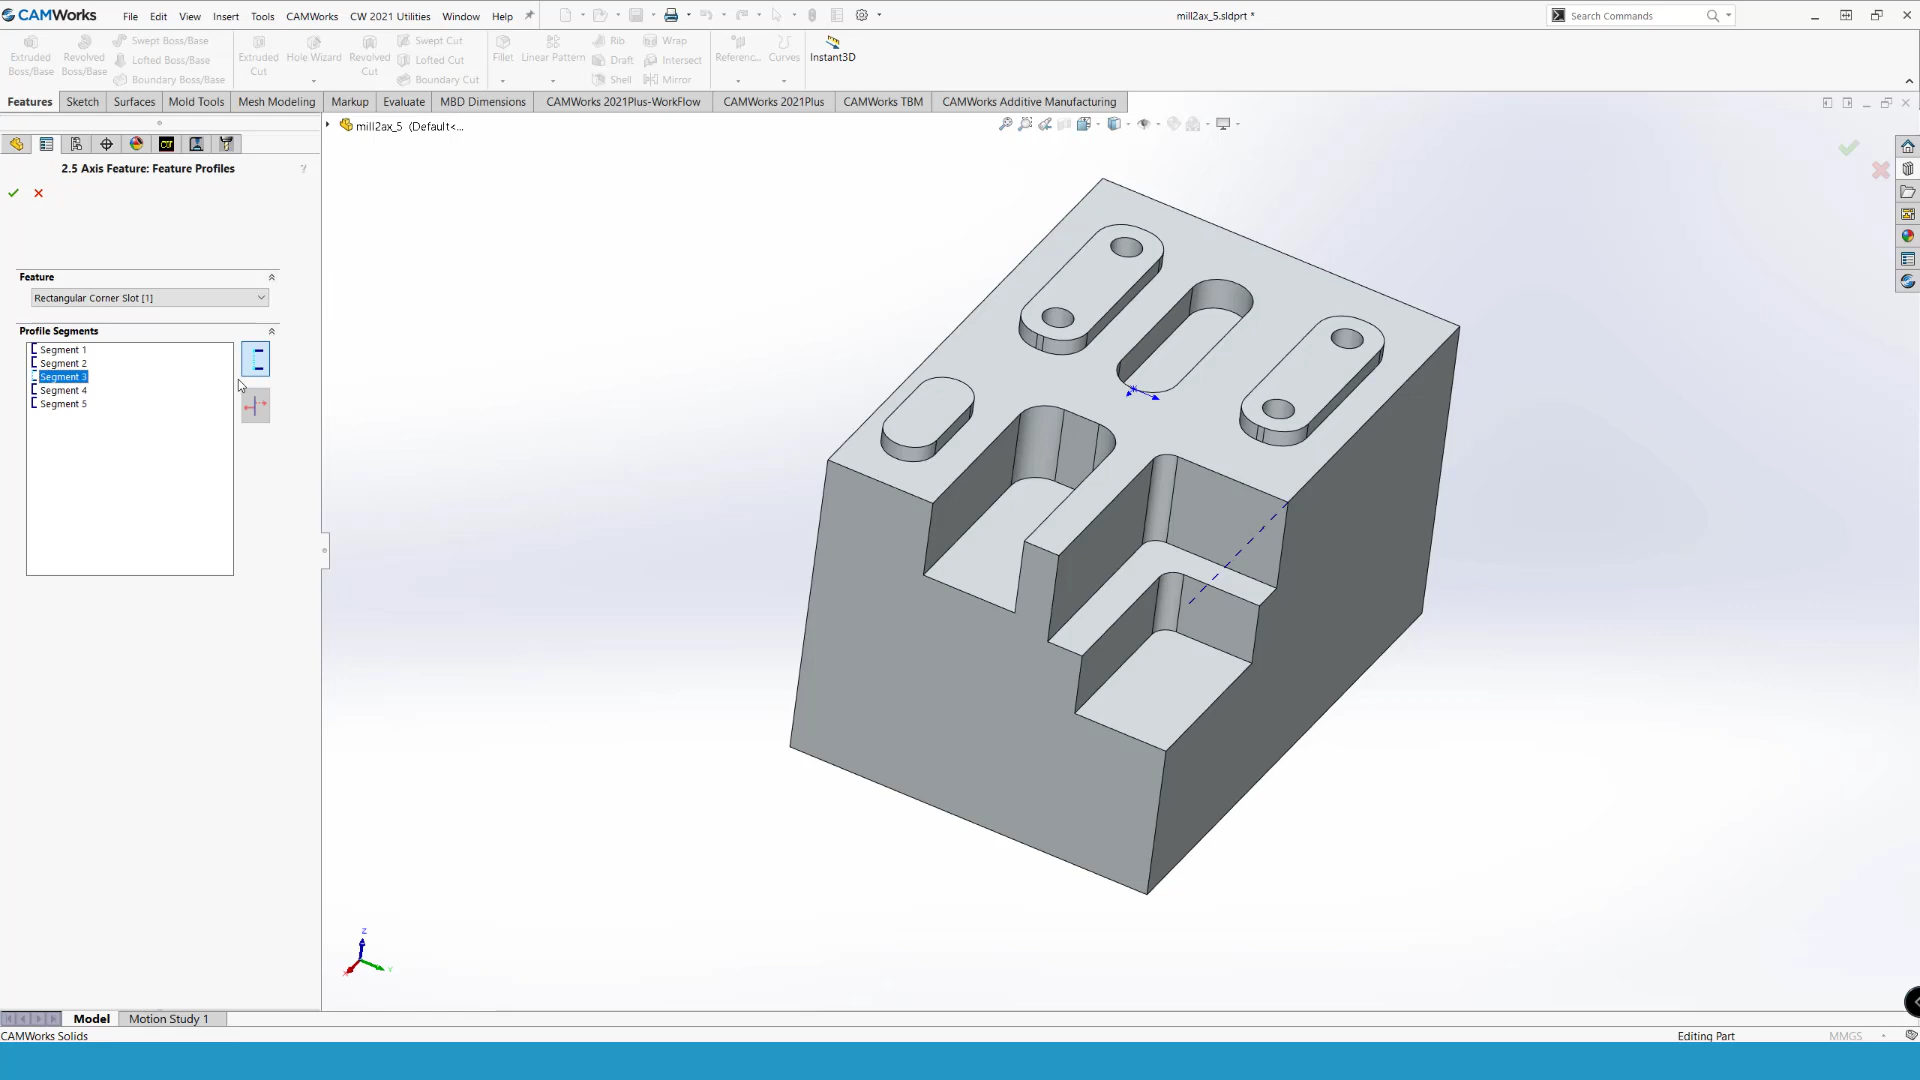 CAMWorks File Edit View Insert Tools CAMWorks CW 2021 Utilities Window Help mill2ax_5.sldprt * Search Commands
Extruded Boss/Base
Revolved Boss/Base
Swept Boss/Base
Lofted Boss/Base
Boundary Boss/Base
Extruded Cut
Hole Wizard
Revolved Cut
Swept Cut
Lofted Cut
Boundary Cut
Fillet
Linear Pattern
Rib
Draft
Shell
Wrap
Intersect
Mirror
Referenc...
Curves
Instant3D
Features Sketch Surfaces Mold Tools Mesh Modeling Markup Evaluate MBD Dimensions CAMWorks 2021Plus-WorkFlow CAMWorks 2021Plus CAMWorks TBM CAMWorks Additive Manufacturing
mill2ax_5 (Default<...
2.5 Axis Feature: Feature Profiles
?
Feature
Rectangular Corner Slot [1]
Profile Segments
Segment 1
Segment 2
Segment 3
Segment 4
Segment 5
Z
X
Y
Model Motion Study 1
CAMWorks Solids Editing Part MMGS